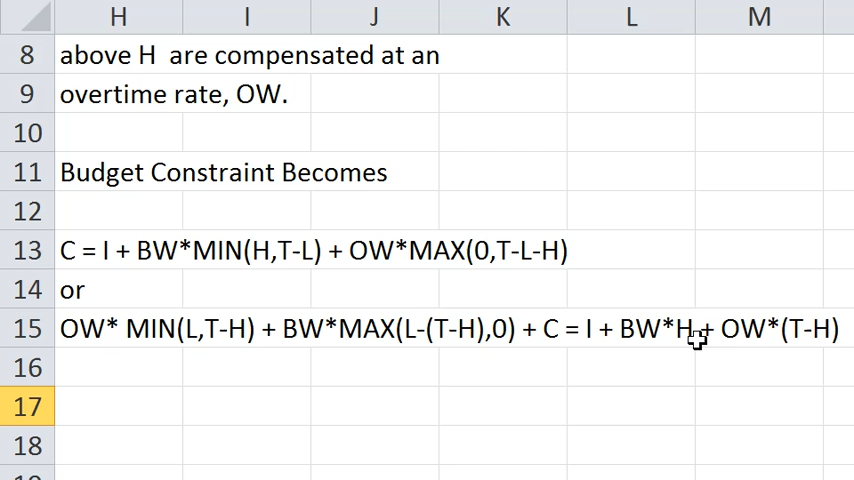 H I J K L M
8 above H are compensated at an
9 overtime rate, OW.
10
11 Budget Constraint Becomes
12
13 C = I + BW*MIN(H,T-L) + OW*MAX(0,T-L-H)
14 or
15 OW* MIN(L,T-H) + BW*MAX(L-(T-H),0) + C = I + BW*H + OW*(T-H)
16
17
18